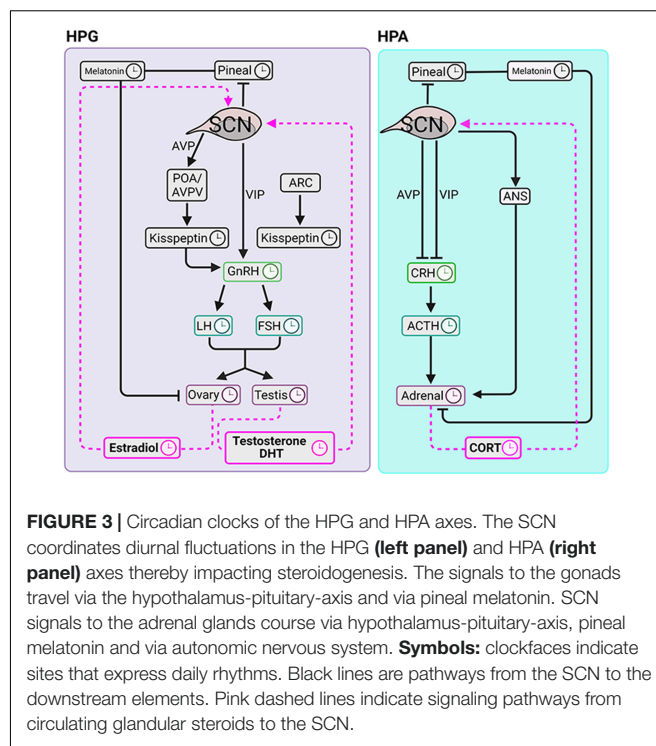 HPG
Melatonin
Pineal
SCN
AVP
POA/
AVPV
VIP
ARC
Kisspeptin
Kisspeptin
GnRH
LH
FSH
Ovary
Testis
Estradiol
Testosterone
DHT
HPA
Pineal
Melatonin
SCN
AVP
VIP
ANS
CRH
ACTH
Adrenal
CORT
FIGURE 3 | Circadian clocks of the HPG and HPA axes. The SCN
coordinates diurnal fluctuations in the HPG (left panel) and HPA (right
panel) axes thereby impacting steroidogenesis. The signals to the gonads
travel via the hypothalamus-pituitary-axis and via pineal melatonin. SCN
signals to the adrenal glands course via hypothalamus-pituitary-axis, pineal
melatonin and via autonomic nervous system. Symbols: clockfaces indicate
sites that express daily rhythms. Black lines are pathways from the SCN to the
downstream elements. Pink dashed lines indicate signaling pathways from
circulating glandular steroids to the SCN.